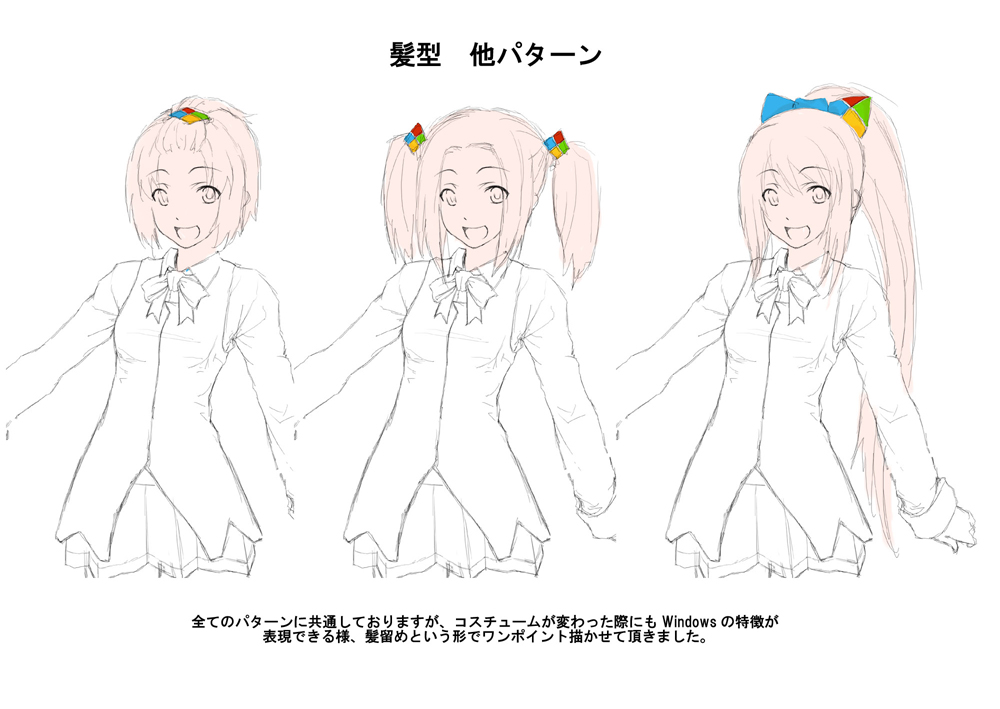 髪型　他パターン
全てのパターンに共通しておりますが、コスチュームが変わった際にも Windows の特徴が
表現できる様、髪留めという形でワンポイント描かせて頂きました。